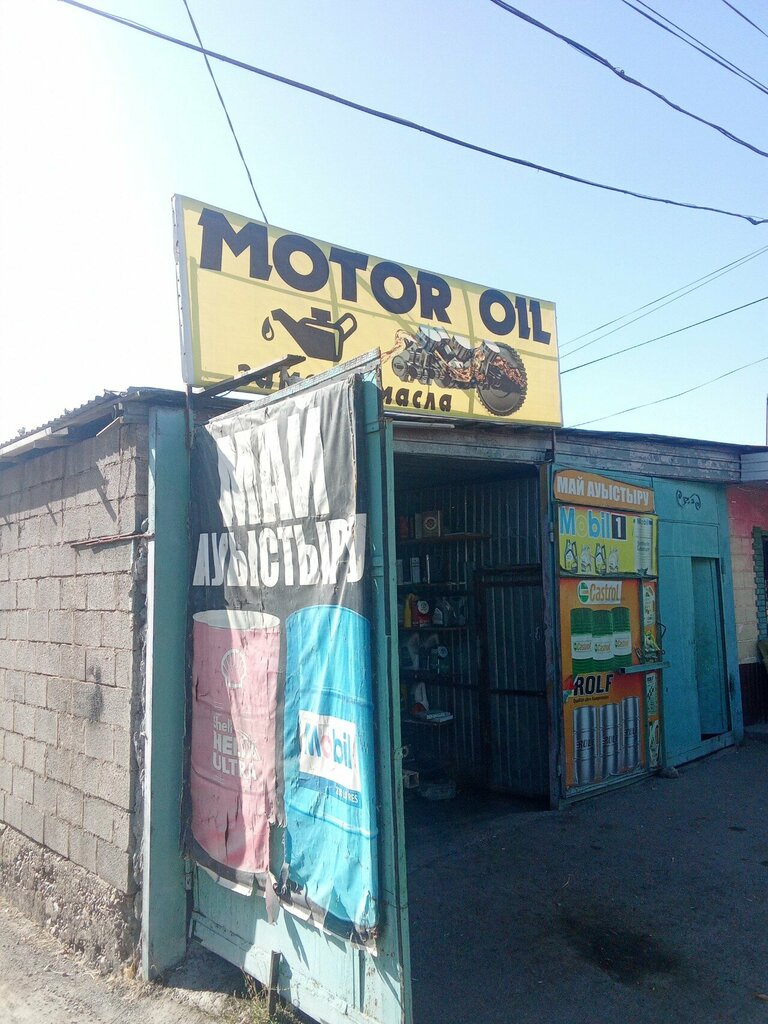 MOTOR OIL
масла
МАЙ
АУЫСТЫРУ
Shell
HELIX
ULTRA
Mobil
МАЙ АУЫСТЫРУ
Mobil 1
Castrol
ROLF